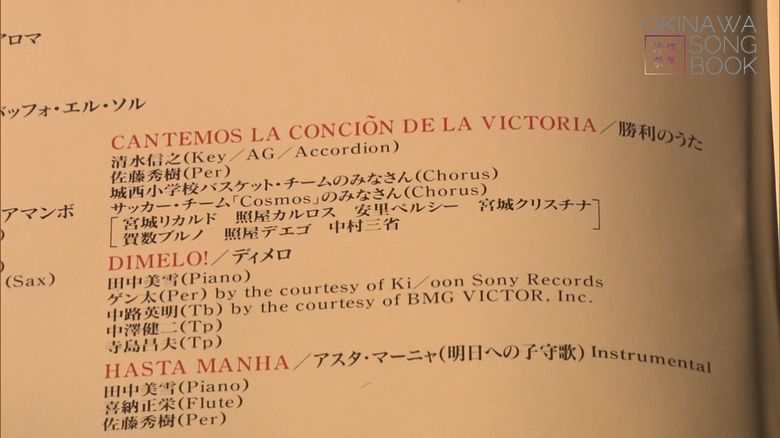 OKINAWA
SONG
BOOK
アロマ
バッフォ・エル・ソル
アマンボ
(Sax)
CANTEMOS LA CONCIÕN DE LA VICTORIA／勝利のうた
清水信之(Key／AG／Accordion)
佐藤秀樹(Per)
城西小学校バスケット・チームのみなさん(Chorus)
サッカー・チーム「Cosmos」のみなさん(Chorus)
[宮城リカルド 照屋カルロス 安里ペルシー 宮城クリスチナ
賀数ブルノ 照屋デエゴ 中村三省]
DIMELO!／ディメロ
田中美雪(Piano)
ゲン太(Per) by the courtesy of Ki／oon Sony Records
中路英明(Tb) by the courtesy of BMG VICTOR, Inc.
中澤健二(Tp)
寺島昌夫(Tp)
HASTA MANHA／アスタ・マーニャ(明日への子守歌) Instrumental
田中美雪(Piano)
喜納正栄(Flute)
佐藤秀樹(Per)